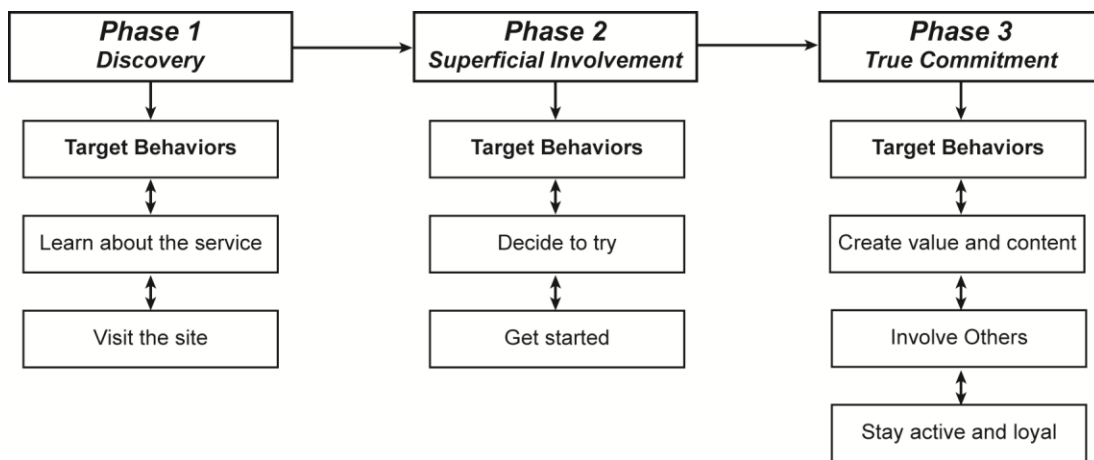 Phase 1
Discovery
Target Behaviors
Learn about the service
Visit the site
Phase 2
Superficial Involvement
Target Behaviors
Decide to try
Get started
Phase 3
True Commitment
Target Behaviors
Create value and content
Involve Others
Stay active and loyal